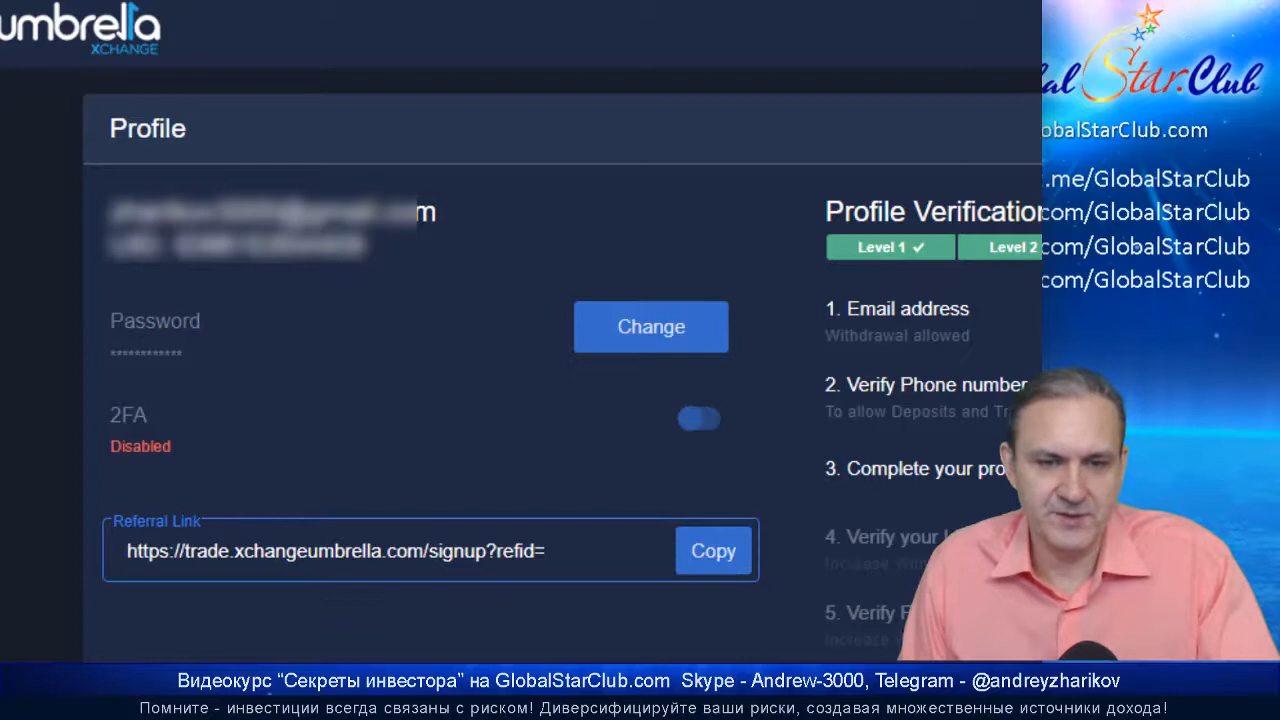 umbrella
XCHANGE
Profile
m
Password
************
Change
2FA
Disabled
Referral Link
https://trade.xchangeumbrella.com/signup?refid=
Copy
Profile Verification
Level 1 ✓
Level 2
1. Email address
Withdrawal allowed
2. Verify Phone number
To allow Deposits and Tr
3. Complete your pro
4. Verify your
5. Verify
Increase
al Star.Club
obalStarClub.com
.me/GlobalStarClub
com/GlobalStarClub
com/GlobalStarClub
com/GlobalStarClub
Видеокурс “Секреты инвестора” на GlobalStarClub.com Skype - Andrew-3000, Telegram - @andreyzharikov
Помните - инвестиции всегда связаны с риском! Диверсифицируйте ваши риски, создавая множественные источники дохода!